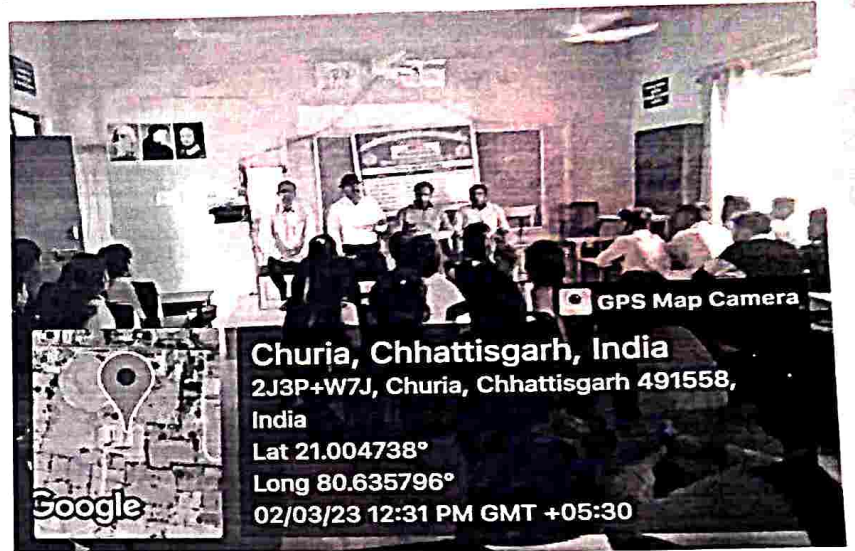 GPS Map Camera
Churia, Chhattisgarh, India
2J3P+W7J, Churia, Chhattisgarh 491558,
India
Lat 21.004738°
Long 80.635796°
02/03/23 12:31 PM GMT +05:30
Google